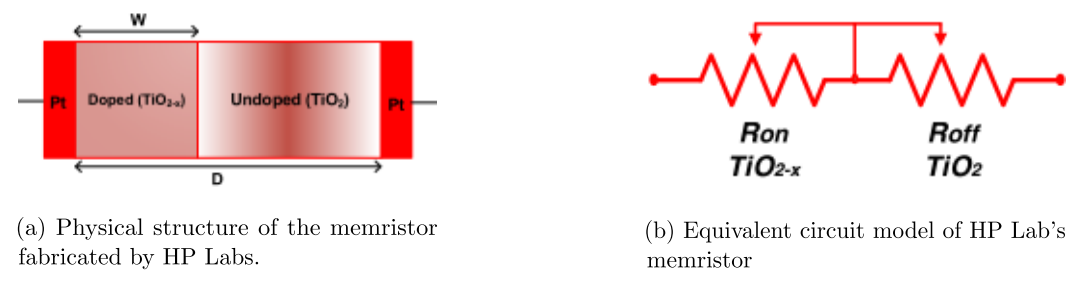 W
Pt
Doped (TiO₂₋ₓ)
Undoped (TiO₂)
Pt
D
(a) Physical structure of the memristor
fabricated by HP Labs.
Ron
TiO₂₋ₓ
Roff
TiO₂
(b) Equivalent circuit model of HP Lab's
memristor